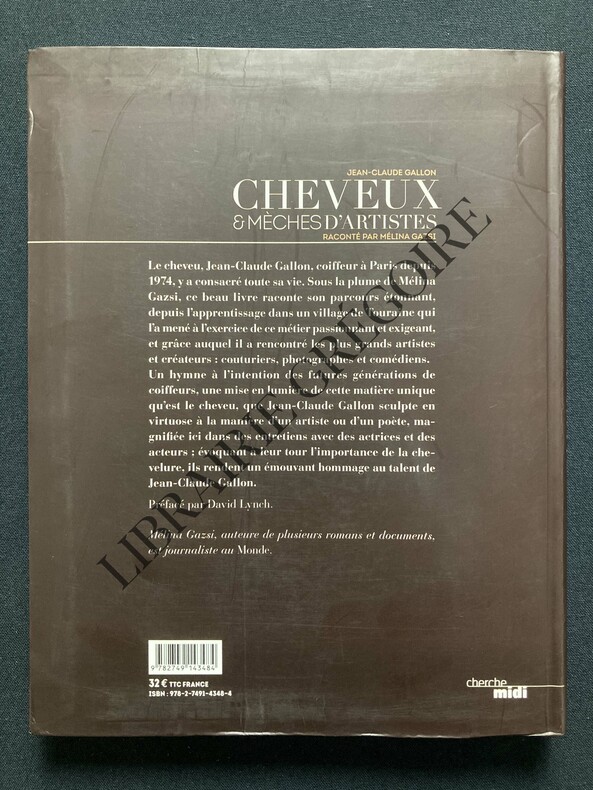 JEAN-CLAUDE GALLON
CHEVEUX
& MÈCHES D'ARTISTES
RACONTÉ PAR MÉLINA GAZSI
Le cheveu, Jean-Claude Gallon, coiffeur à Paris depuis
1974, y a consacré toute sa vie. Sous la plume de Mélina
Gazsi, ce beau livre raconte son parcours étonnant,
depuis l'apprentissage dans un village de Touraine qui
l'a mené à l'exercice de ce métier passionnant et exigeant,
et grâce auquel il a rencontré les plus grands artistes
et créateurs : couturiers, photographes et comédiens.
Un hymne à l'intention des futures générations de
coiffeurs, une mise en lumière de cette matière unique
qu'est le cheveu, que Jean-Claude Gallon sculpte en
virtuose à la manière d'un artiste ou d'un poète, ma-
gnifiée ici dans des entretiens avec des actrices et des
acteurs ; évoquant à leur tour l'importance de la che-
velure, ils rendent un émouvant hommage au talent de
Jean-Claude Gallon.
Préfacé par David Lynch.
Mélina Gazsi, auteure de plusieurs romans et documents,
est journaliste au Monde.
LIBRAIRIE GRÉGOIRE
9 782749 143484
32 € TTC FRANCE
ISBN : 978-2-7491-4348-4
cherche
midi